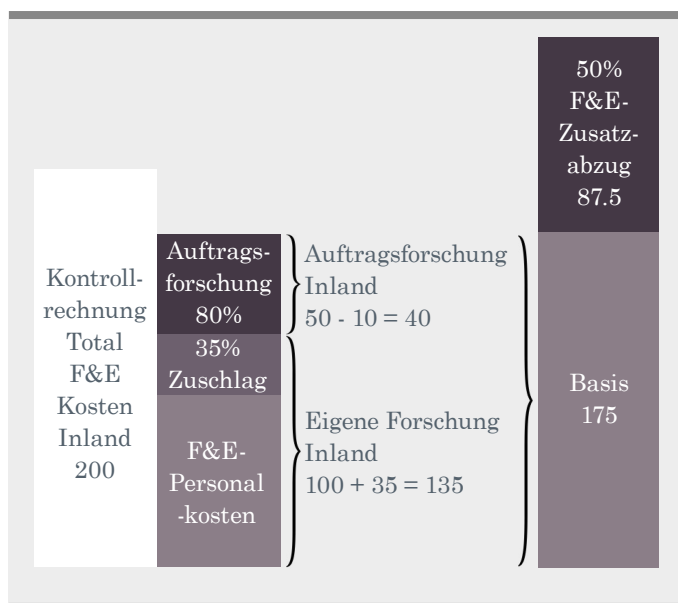 Kontroll-
rechnung
Total
F&E
Kosten
Inland
200
Auftrags-
forschung
80%
35%
Zuschlag
F&E-
Personal
-kosten
Auftragsforschung
Inland
50 - 10 = 40
Eigene Forschung
Inland
100 + 35 = 135
50%
F&E-
Zusatz-
abzug
87.5
Basis
175